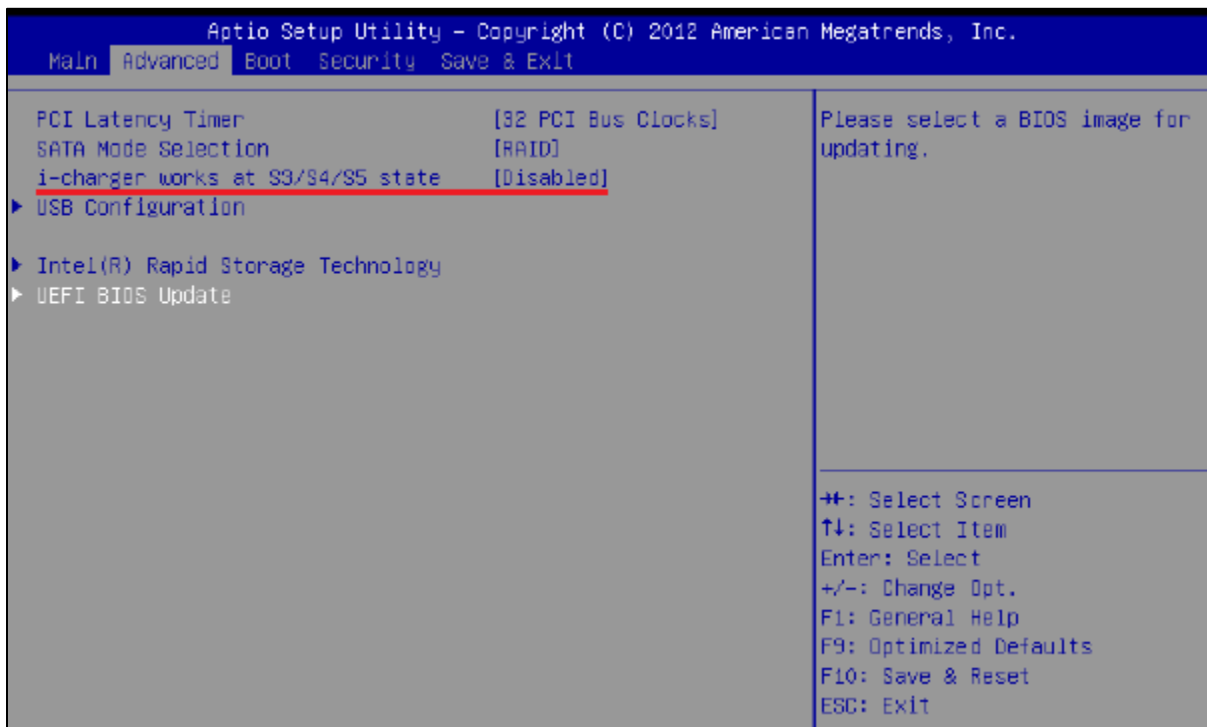 Aptio Setup Utility – Copyright (C) 2012 American Megatrends, Inc.
Main Advanced Boot Security Save & Exit
PCI Latency Timer [32 PCI Bus Clocks]
SATA Mode Selection [RAID]
i-charger works at S3/S4/S5 state [Disabled]
► USB Configuration
► Intel(R) Rapid Storage Technology
► UEFI BIOS Update
Please select a BIOS image for
updating.
→←: Select Screen
↑↓: Select Item
Enter: Select
+/-: Change Opt.
F1: General Help
F9: Optimized Defaults
F10: Save & Reset
ESC: Exit